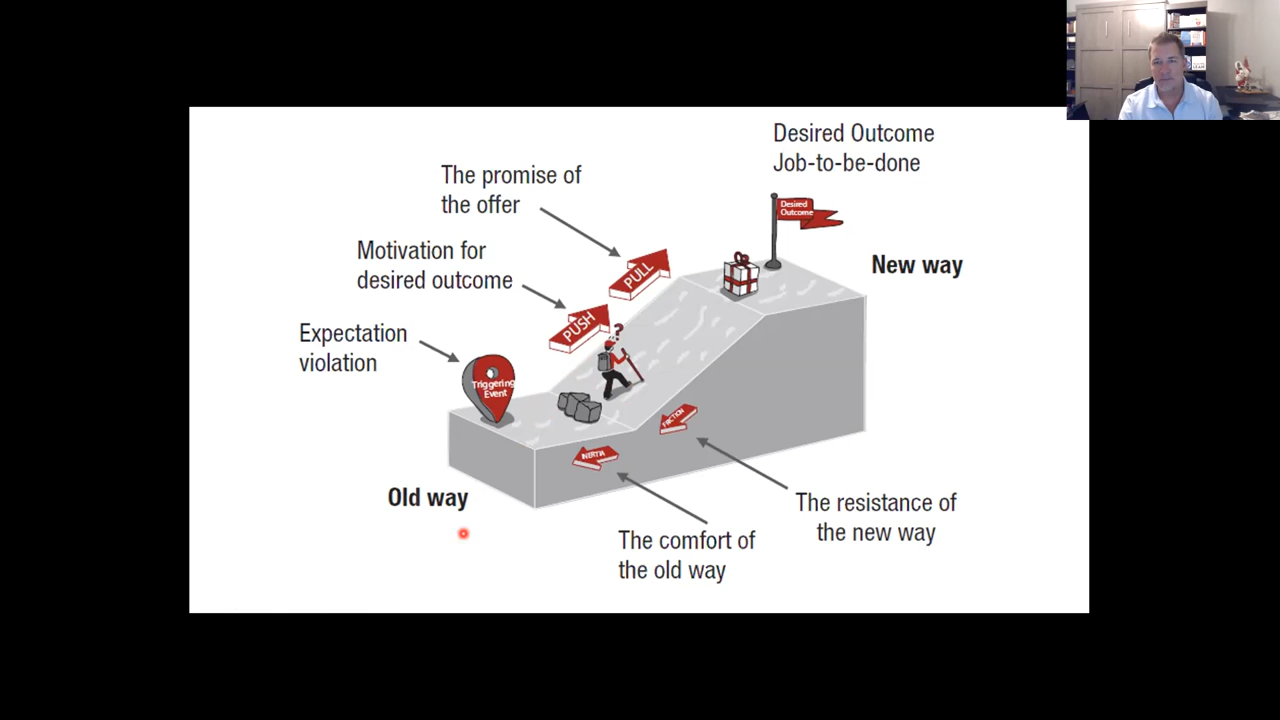 Desired Outcome
Job-to-be-done
The promise of
the offer
Desired
Outcome
PULL
Motivation for
desired outcome
New way
PUSH
?
Expectation
violation
Triggering
Event
FRICTION
INERTIA
Old way
The resistance of
the new way
The comfort of
the old way